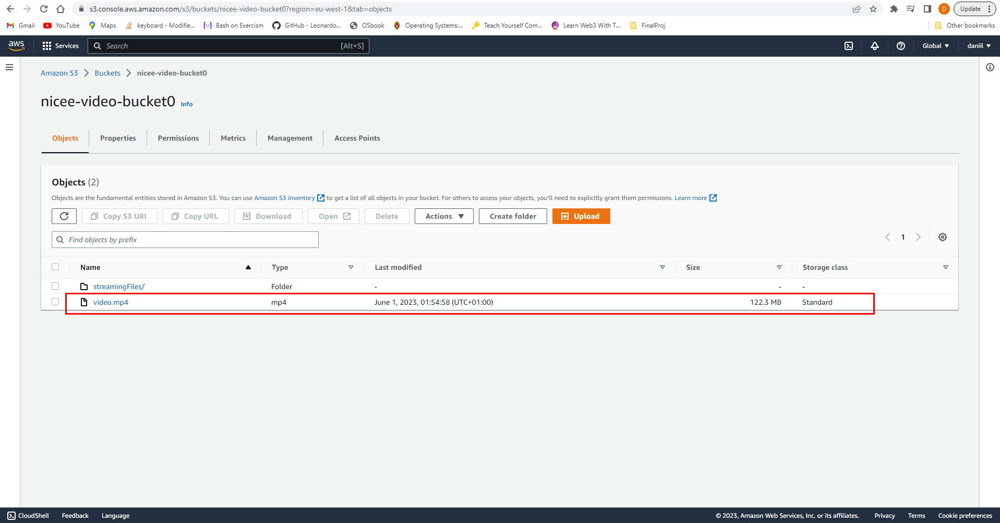 s3.console.aws.amazon.com/s3/buckets/nicee-video-bucket0?region=eu-west-1&tab=objects D Update
Gmail YouTube Maps keyboard - Modifie... Bash on Exercism GitHub - Leonardo... OSbook Operating Systems:... Teach Yourself Com... Learn Web3 With T... FinalProj Other bookmarks
aws Services Search [Alt+S] Global daniil
Amazon S3 Buckets nicee-video-bucket0
nicee-video-bucket0 Info
Objects Properties Permissions Metrics Management Access Points
Objects (2)
Objects are the fundamental entities stored in Amazon S3. You can use Amazon S3 inventory to get a list of all objects in your bucket. For others to access your objects, you'll need to explicitly grant them permissions. Learn more
Copy S3 URI Copy URL Download Open Delete Actions Create folder Upload
Find objects by prefix 1
Name Type Last modified Size Storage class
streamingFiles/ Folder - - -
video.mp4 mp4 June 1, 2023, 01:54:58 (UTC+01:00) 122.3 MB Standard
CloudShell Feedback Language © 2023, Amazon Web Services, Inc. or its affiliates. Privacy Terms Cookie preferences